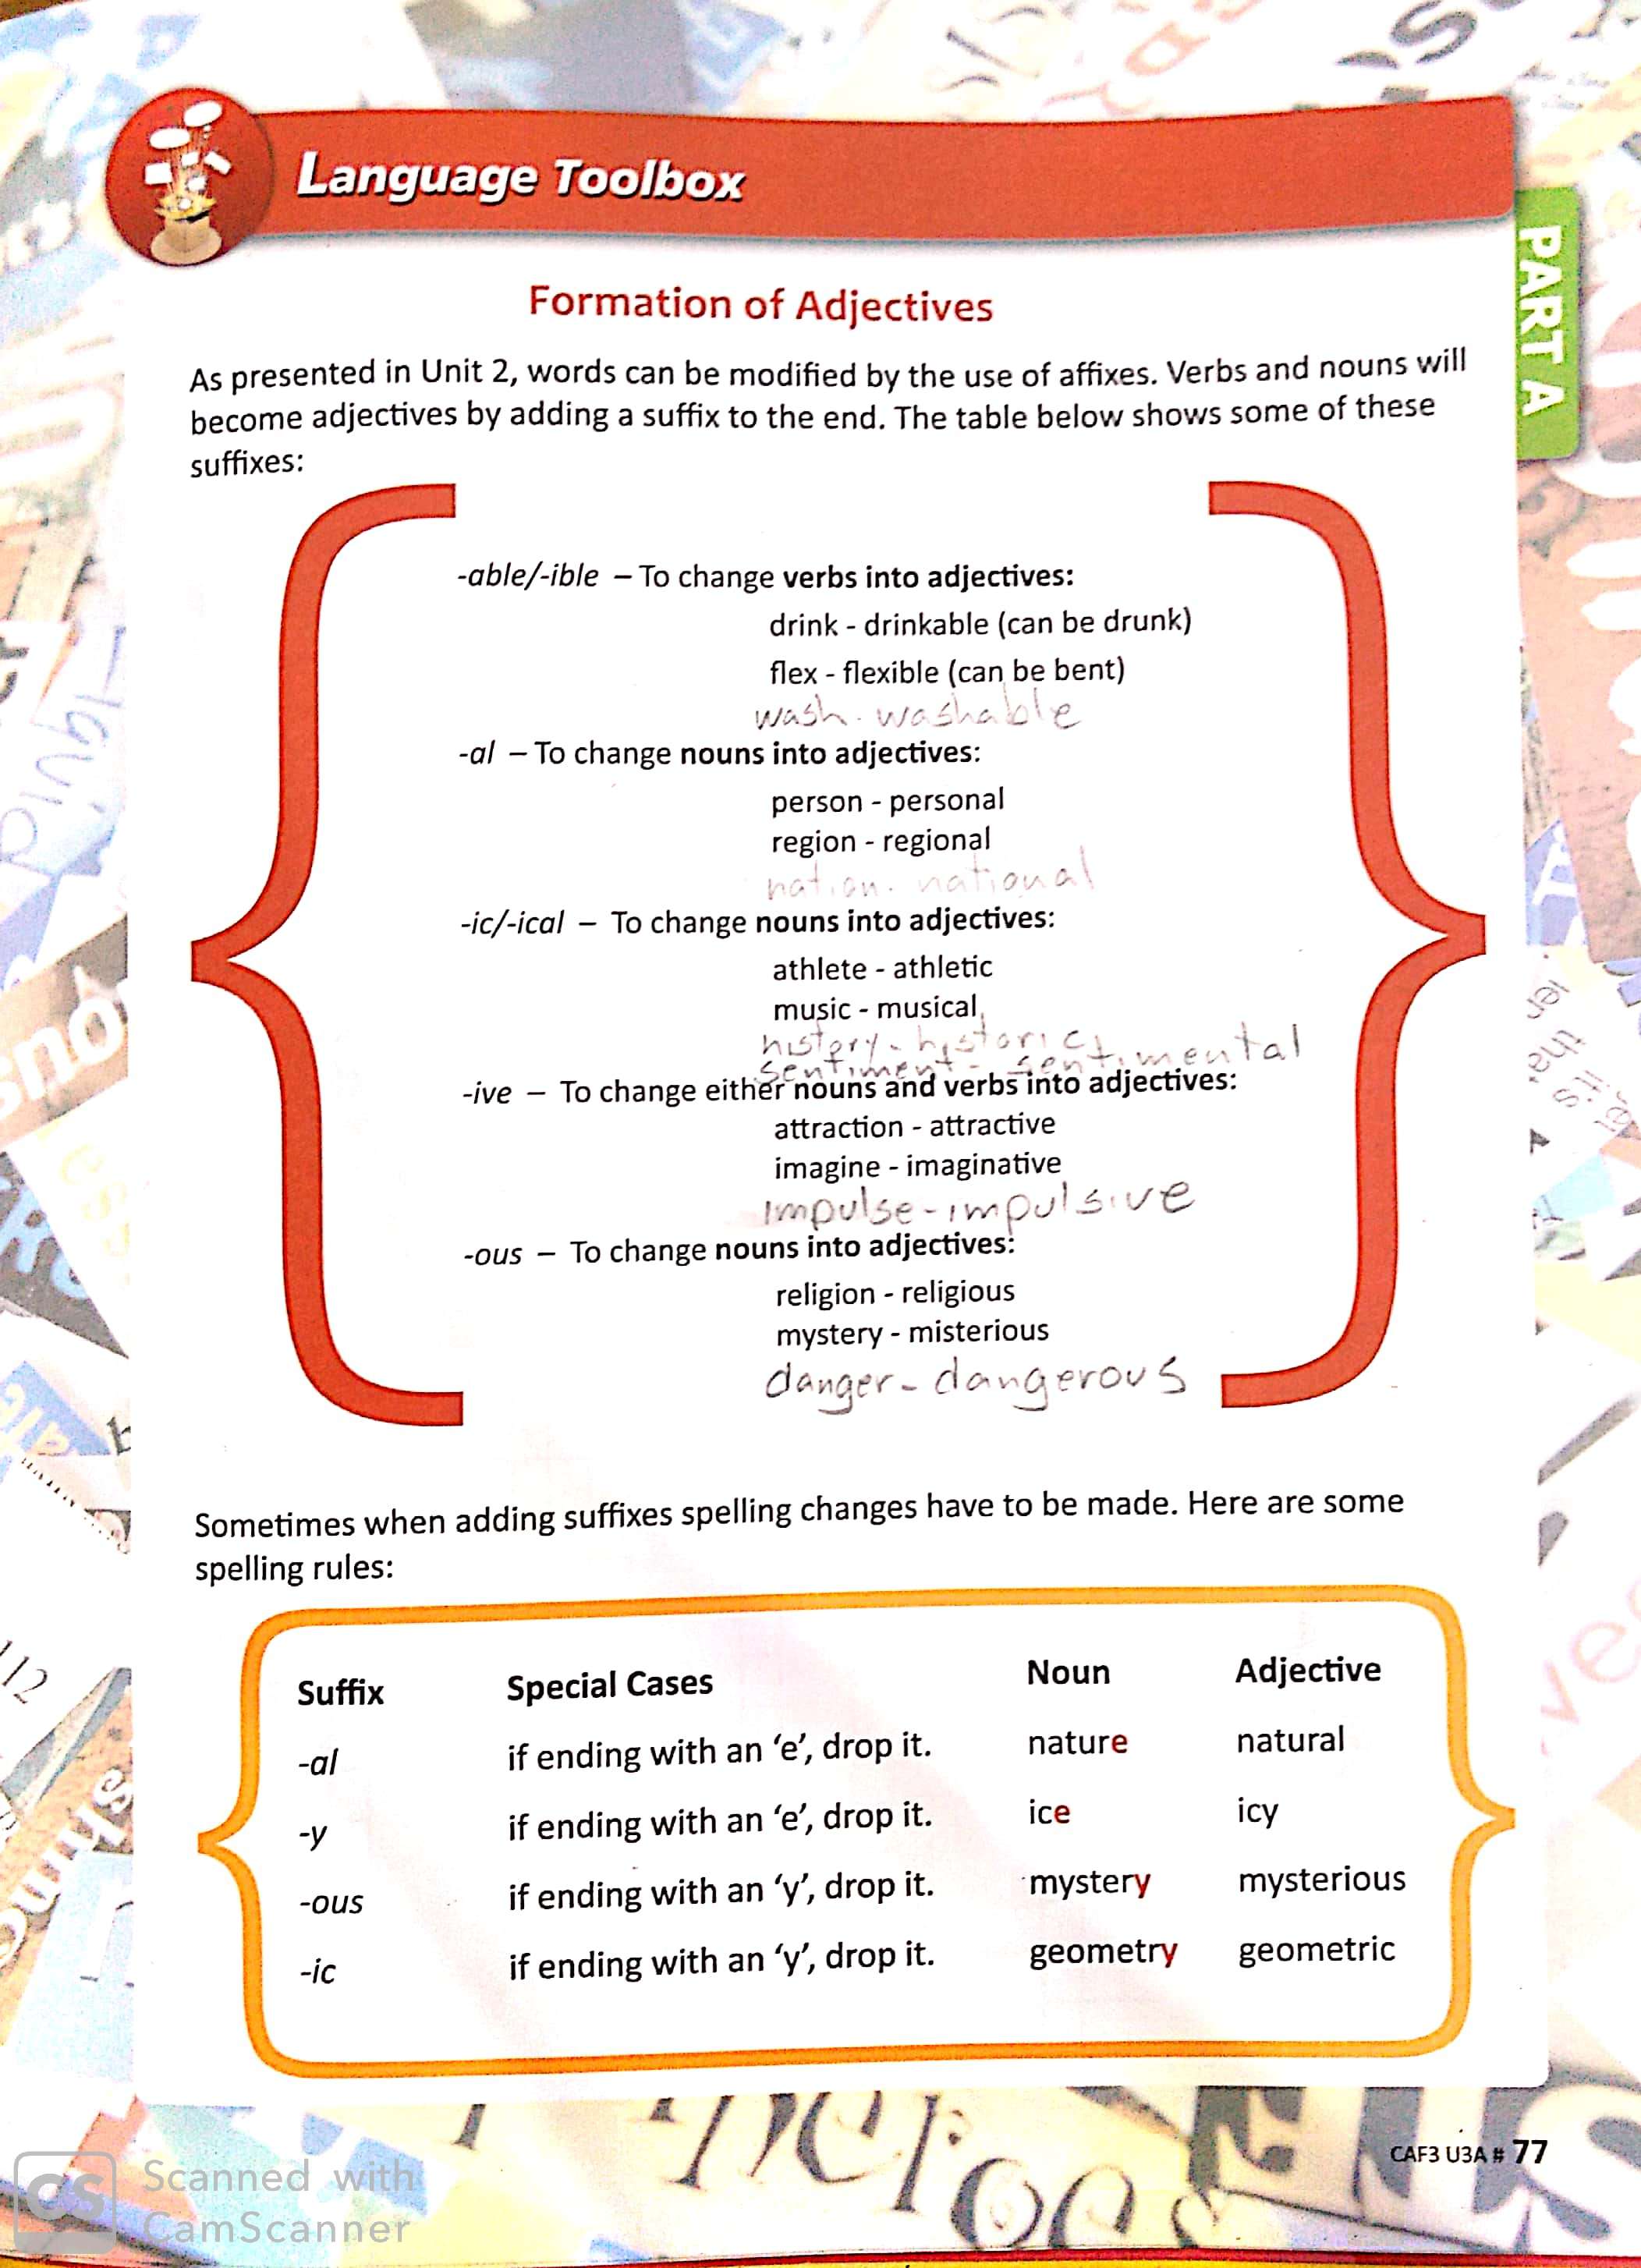 Language Toolbox
PART A
Formation of Adjectives
As presented in Unit 2, words can be modified by the use of affixes. Verbs and nouns will
become adjectives by adding a suffix to the end. The table below shows some of these
suffixes:
-able/-ible – To change verbs into adjectives:
drink - drinkable (can be drunk)
flex - flexible (can be bent)
wash - washable
-al – To change nouns into adjectives:
person - personal
region - regional
nation - national
-ic/-ical – To change nouns into adjectives:
athlete - athletic
music - musical
history - historic
sentiment - sentimental
-ive – To change either nouns and verbs into adjectives:
attraction - attractive
imagine - imaginative
impulse - impulsive
-ous – To change nouns into adjectives:
religion - religious
mystery - misterious
danger - dangerous
Sometimes when adding suffixes spelling changes have to be made. Here are some
spelling rules:
Suffix Special Cases Noun Adjective
-al if ending with an ‘e’, drop it. nature natural
-y if ending with an ‘e’, drop it. ice icy
-ous if ending with an ‘y’, drop it. mystery mysterious
-ic if ending with an ‘y’, drop it. geometry geometric
CAF3 U3A # 77
CS Scanned with
CamScanner